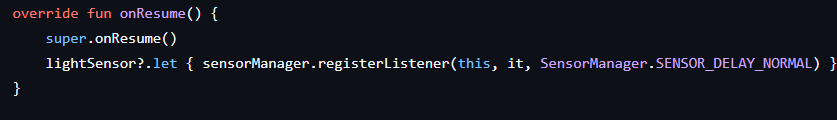 override fun onResume() {
    super.onResume()
    lightSensor?.let { sensorManager.registerListener(this, it, SensorManager.SENSOR_DELAY_NORMAL) }
}